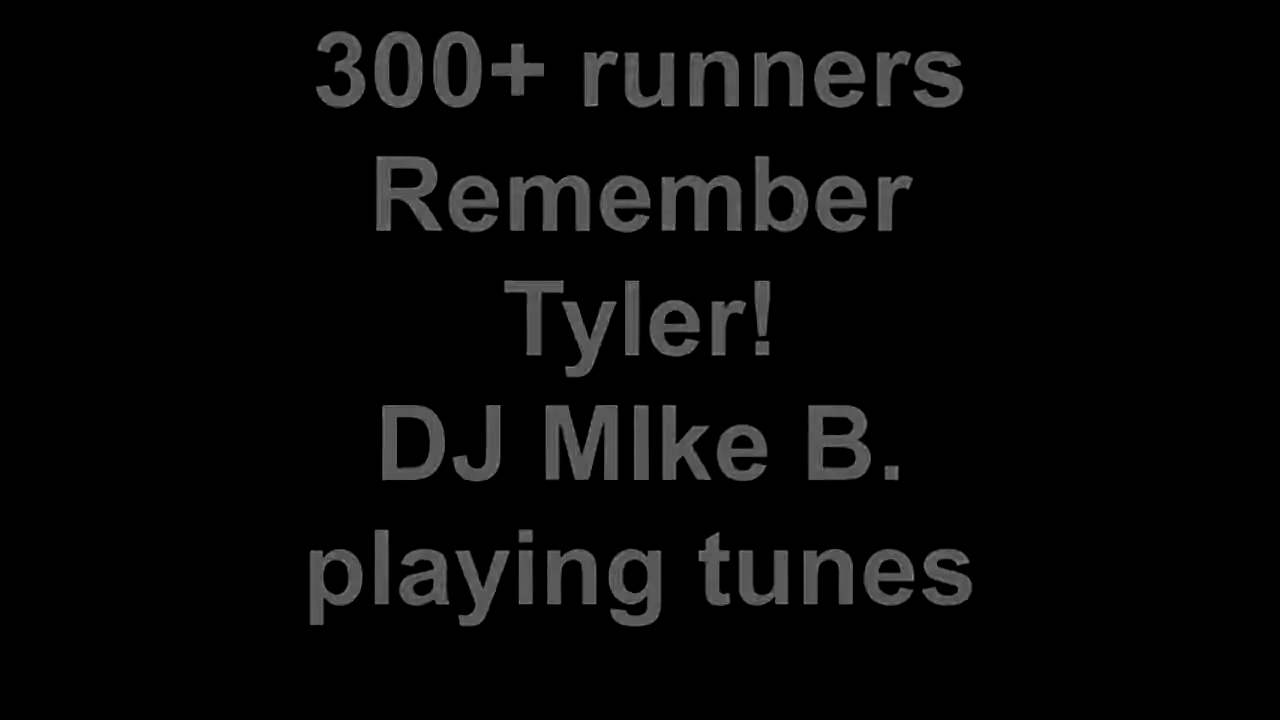 300+ runners
Remember
Tyler!
DJ MIke B.
playing tunes